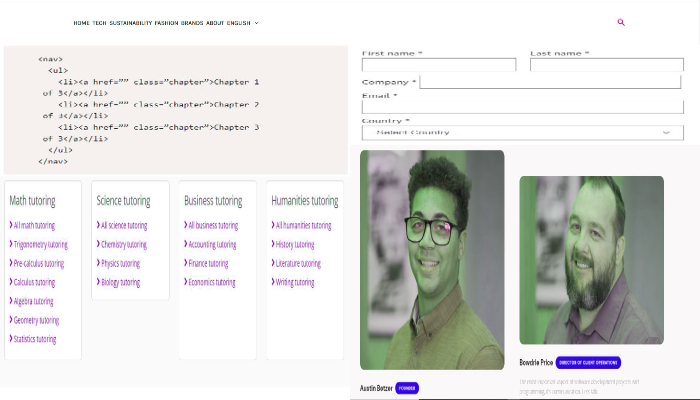 HOME TECH SUSTAINABILITY FASHION BRANDS ABOUT ENGLISH
<nav>
<ul>
<li><a href="" class="chapter">Chapter 1
of 3</a></li>
<li><a href="" class="chapter">Chapter 2
of 3</a></li>
<li><a href="" class="chapter">Chapter 3
of 3</a></li>
</ul>
</nav>
First name *
Last name *
Company *
Email *
Country *
Select Country
Math tutoring
All math tutoring
Trigonometry tutoring
Pre-calculus tutoring
Calculus tutoring
Algebra tutoring
Geometry tutoring
Statistics tutoring
Science tutoring
All science tutoring
Chemistry tutoring
Physics tutoring
Biology tutoring
Business tutoring
All business tutoring
Accounting tutoring
Finance tutoring
Economics tutoring
Humanities tutoring
All humanities tutoring
History tutoring
Literature tutoring
Writing tutoring
Austin Betzer FOUNDER
Bowdrie Price DIRECTOR OF CLIENT OPERATIONS